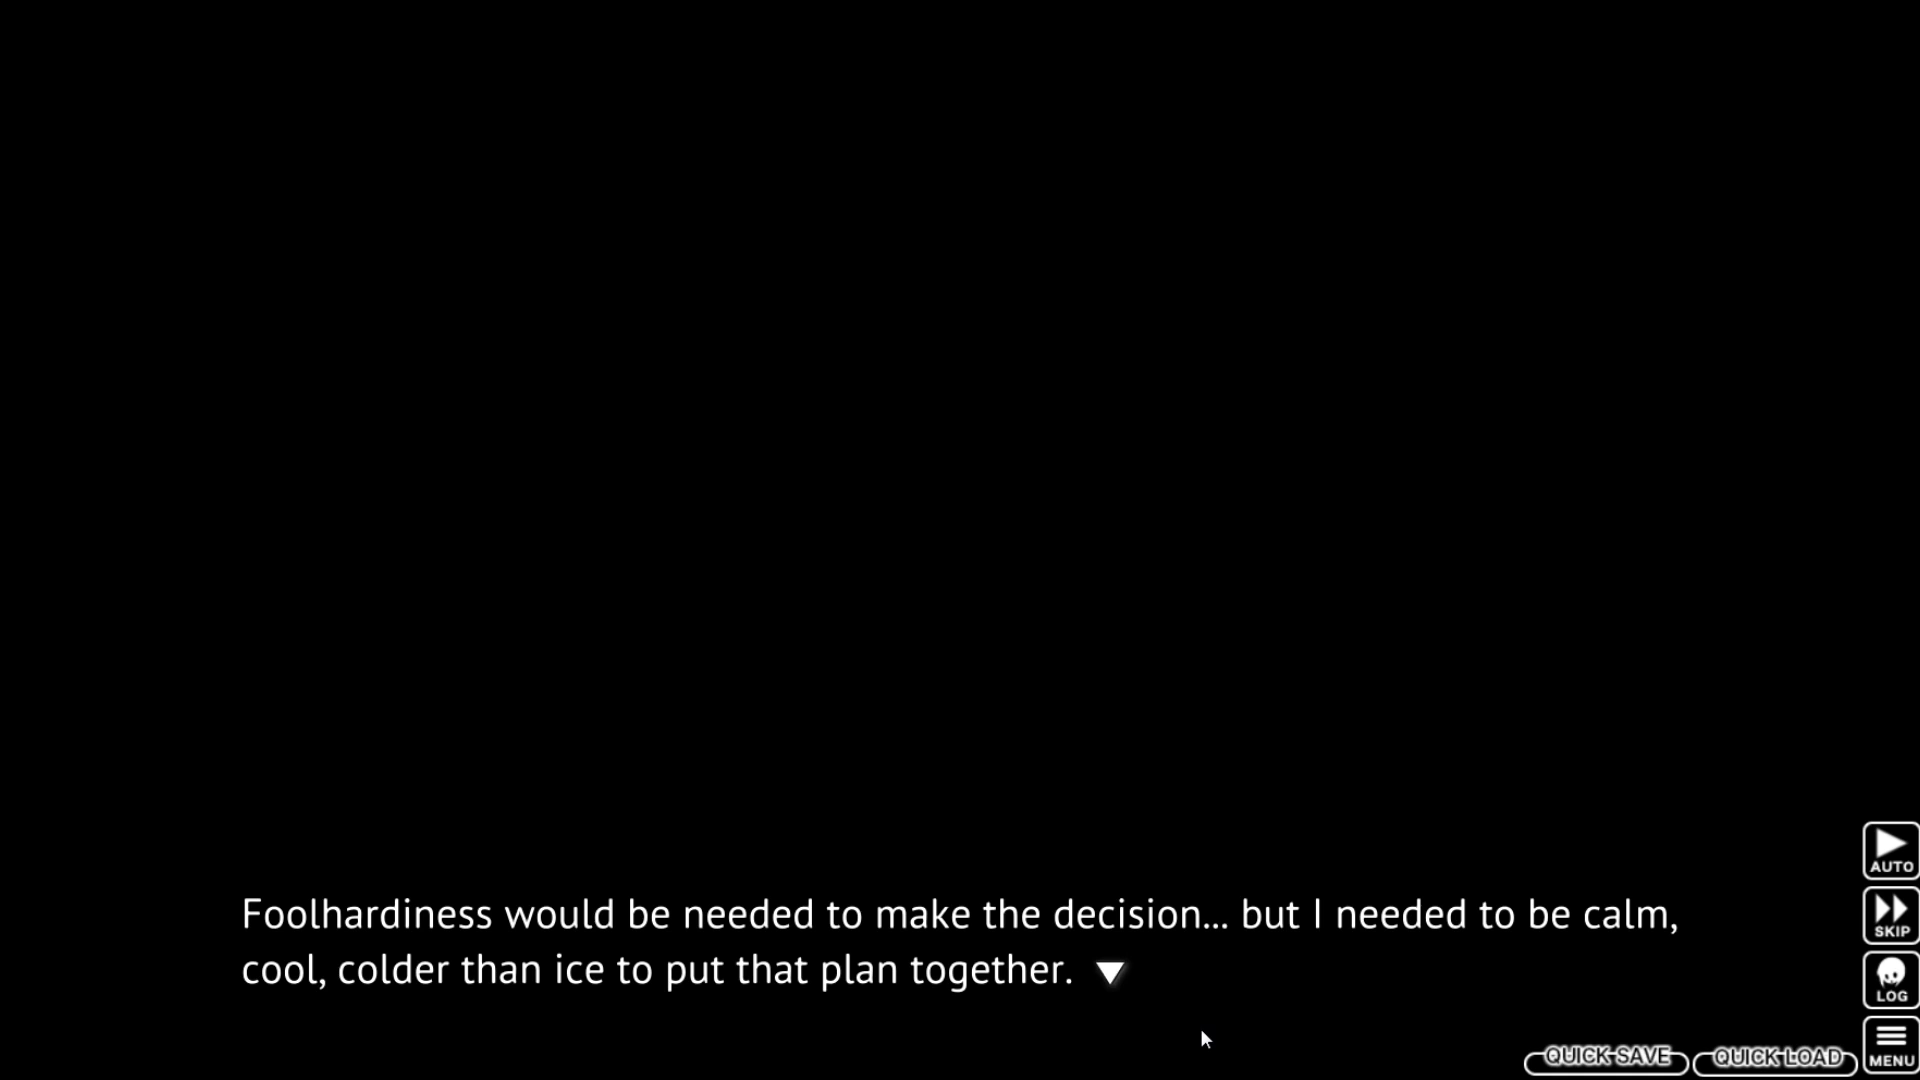 Foolhardiness would be needed to make the decision... but I needed to be calm,
cool, colder than ice to put that plan together.
AUTO
SKIP
LOG
MENU
QUICK SAVE
QUICK LOAD